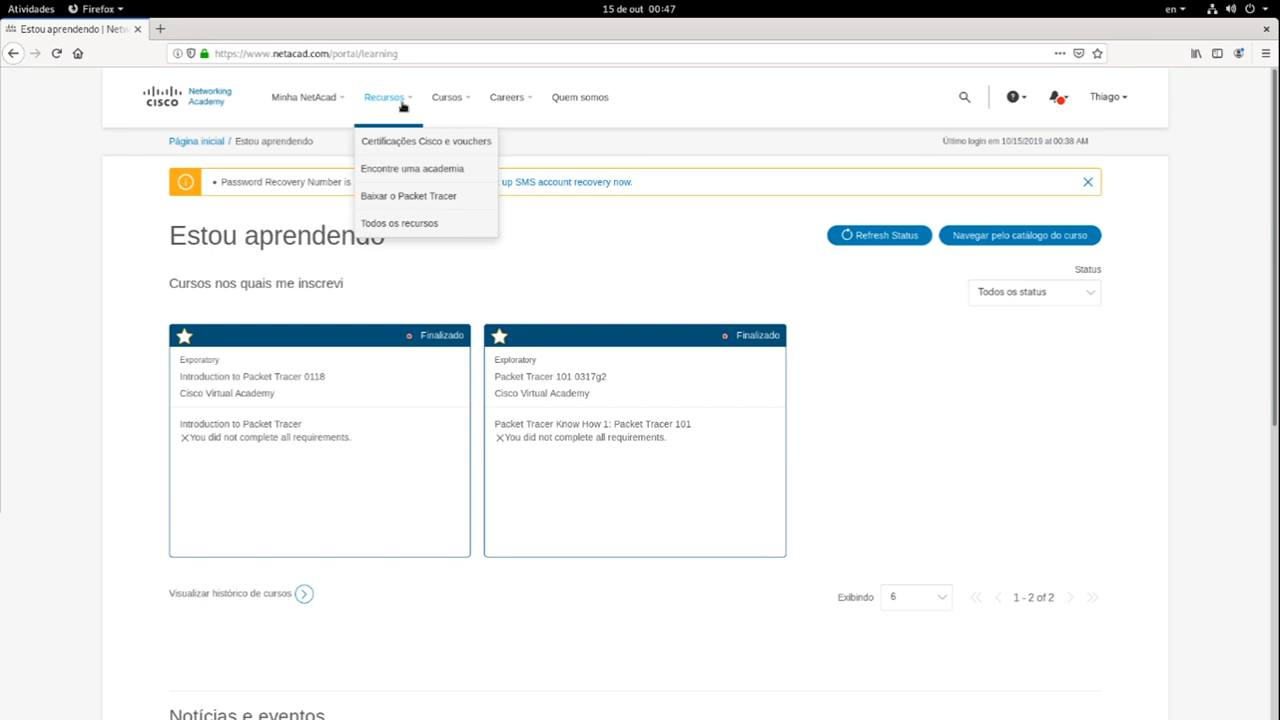 Atividades Firefox 15 de out 00:47 en
Estou aprendendo | Netw
https://www.netacad.com/portal/learning
CISCO Networking Academy
Minha NetAcad Recursos Cursos Careers Quem somos Thiago
Página inicial / Estou aprendendo Último login em 10/15/2019 at 00:38 AM
Certificações Cisco e vouchers
Encontre uma academia
Baixar o Packet Tracer
Todos os recursos
Password Recovery Number is up SMS account recovery now.
Estou aprendendo
Refresh Status Navegar pelo catálogo do curso
Cursos nos quais me inscrevi
Status
Todos os status
Finalizado
Exporatory
Introduction to Packet Tracer 0118
Cisco Virtual Academy
Introduction to Packet Tracer
You did not complete all requirements.
Finalizado
Exploratory
Packet Tracer 101 0317g2
Cisco Virtual Academy
Packet Tracer Know How 1: Packet Tracer 101
You did not complete all requirements.
Visualizar histórico de cursos
Exibindo 6 1 - 2 of 2
Notícias e eventos